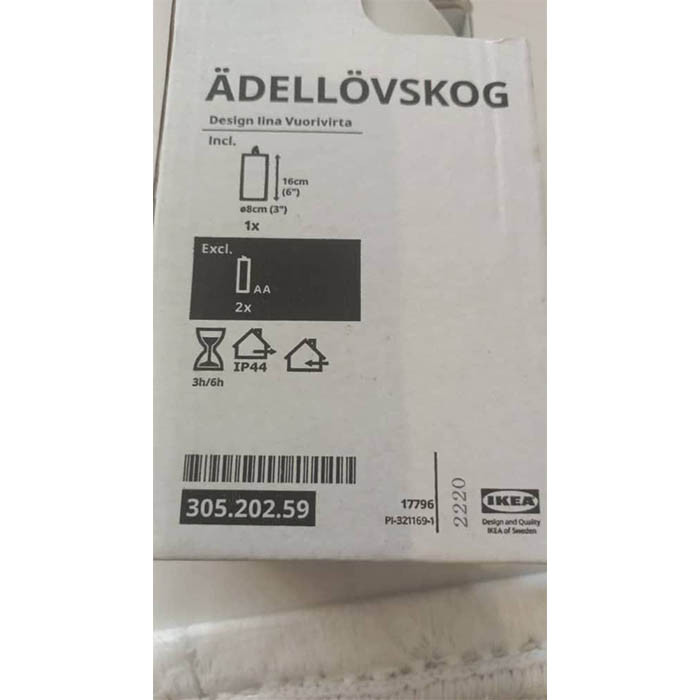 ÄDELLÖVSKOG
Design Iina Vuorivirta
Incl.
16cm
(6")
ø8cm (3")
1x
Excl.
AA
2x
IP44
3h/6h
305.202.59
17796
PI-321169-1
2220
IKEA
Design and Quality
IKEA of Sweden